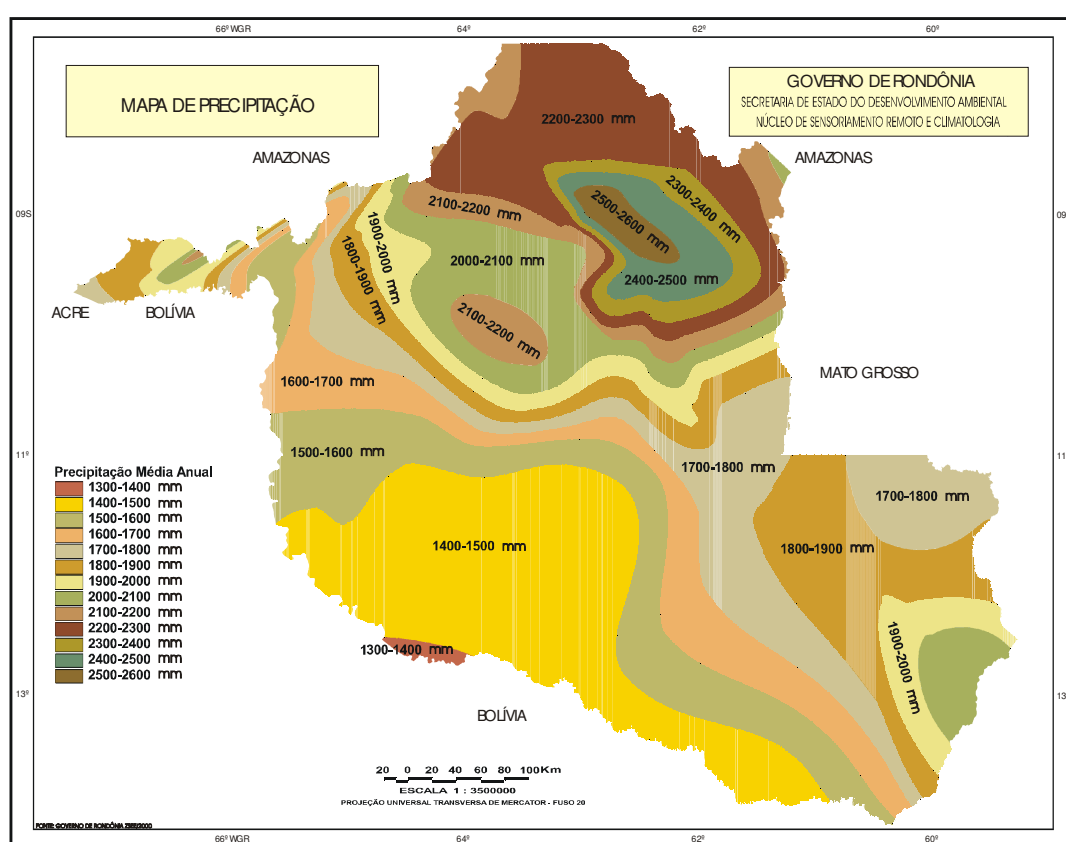 66º WGR
64º
62º
60º
MAPA DE PRECIPITAÇÃO
GOVERNO DE RONDÔNIA
SECRETARIA DE ESTADO DO DESENVOLVIMENTO AMBIENTAL
NÚCLEO DE SENSORIAMENTO REMOTO E CLIMATOLOGIA
2200-2300 mm
AMAZONAS
AMAZONAS
2300-2400 mm
09S
09
2100-2200 mm
2500-2600 mm
1900-2000 mm
1800-1900 mm
2000-2100 mm
2400-2500 mm
ACRE
BOLÍVIA
2100-2200 mm
MATO GROSSO
1600-1700 mm
1500-1600 mm
11º
11
1700-1800 mm
1700-1800 mm
1400-1500 mm
1800-1900 mm
1900-2000 mm
1300-1400 mm
13º
13
BOLÍVIA
Precipitação Média Anual
1300-1400 mm
1400-1500 mm
1500-1600 mm
1600-1700 mm
1700-1800 mm
1800-1900 mm
1900-2000 mm
2000-2100 mm
2100-2200 mm
2200-2300 mm
2300-2400 mm
2400-2500 mm
2500-2600 mm
20 0 20 40 60 80 100Km
ESCALA 1 : 3500000
PROJEÇÃO UNIVERSAL TRANSVERSA DE MERCATOR - FUSO 20
FONTE: GOVERNO DE RONDÔNIA ZSEE/2000
66º WGR
64º
62º
60º